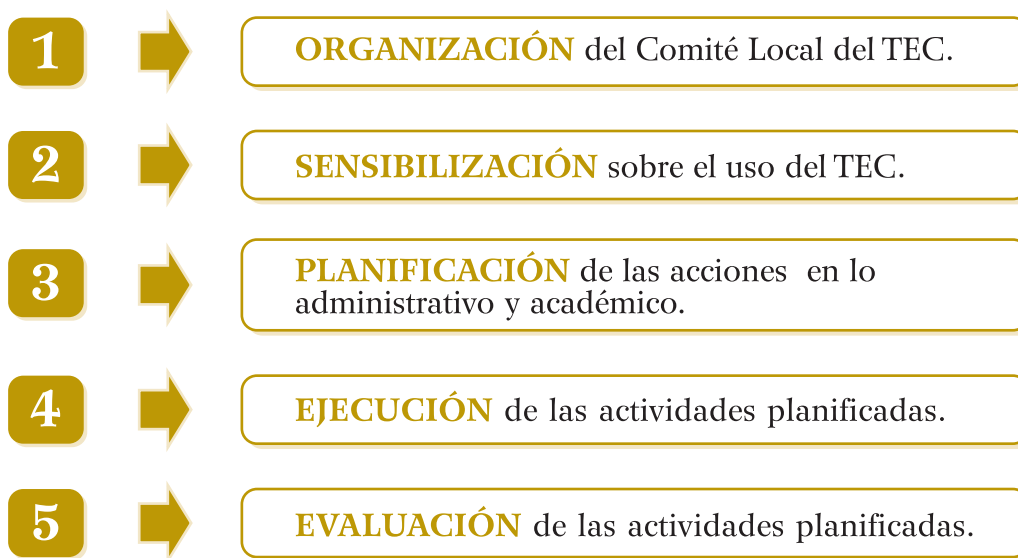 1
ORGANIZACIÓN del Comité Local del TEC.
2
SENSIBILIZACIÓN sobre el uso del TEC.
3
PLANIFICACIÓN de las acciones en lo
administrativo y académico.
4
EJECUCIÓN de las actividades planificadas.
5
EVALUACIÓN de las actividades planificadas.